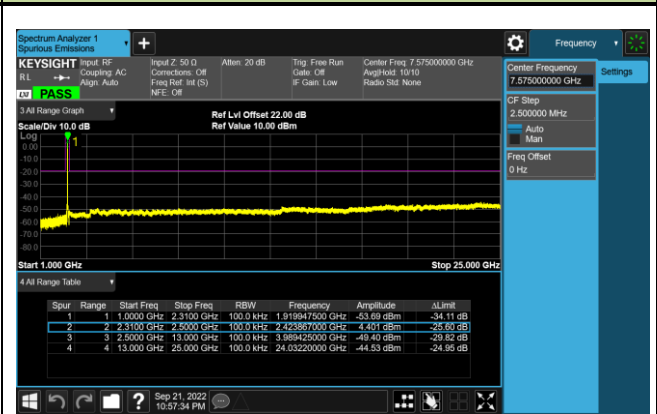 Spectrum Analyzer 1
Spurious Emissions
Frequency
KEYSIGHT Input: RF
R L
Coupling: AC
Align: Auto
LXI PASS
Input Z: 50 Ω
Corrections: Off
Freq Ref: Int (S)
NFE: Off
Atten: 20 dB
Trig: Free Run
Gate: Off
IF Gain: Low
Center Freq: 7.575000000 GHz
Avg|Hold: 10/10
Radio Std: None
Center Frequency
7.575000000 GHz
Settings
CF Step
2.500000 MHz
Auto
Man
Freq Offset
0 Hz
3 All Range Graph
Scale/Div 10.0 dB
Ref Lvl Offset 22.00 dB
Ref Value 10.00 dBm
Log
1
0.00
-10.0
-20.0
-30.0
-40.0
-50.0
-60.0
-70.0
-80.0
Start 1.000 GHz
Stop 25.000 GHz
4 All Range Table
Spur Range Start Freq Stop Freq RBW Frequency Amplitude ΔLimit
1 1 1.0000 GHz 2.3100 GHz 100.0 kHz 1.919947500 GHz -53.69 dBm -34.11 dB
2 2 2.3100 GHz 2.5000 GHz 100.0 kHz 2.423867000 GHz 4.401 dBm -25.60 dB
3 3 2.5000 GHz 13.000 GHz 100.0 kHz 3.989425000 GHz -49.40 dBm -29.82 dB
4 4 13.000 GHz 25.000 GHz 100.0 kHz 24.03220000 GHz -44.53 dBm -24.95 dB
Sep 21, 2022
10:57:34 PM